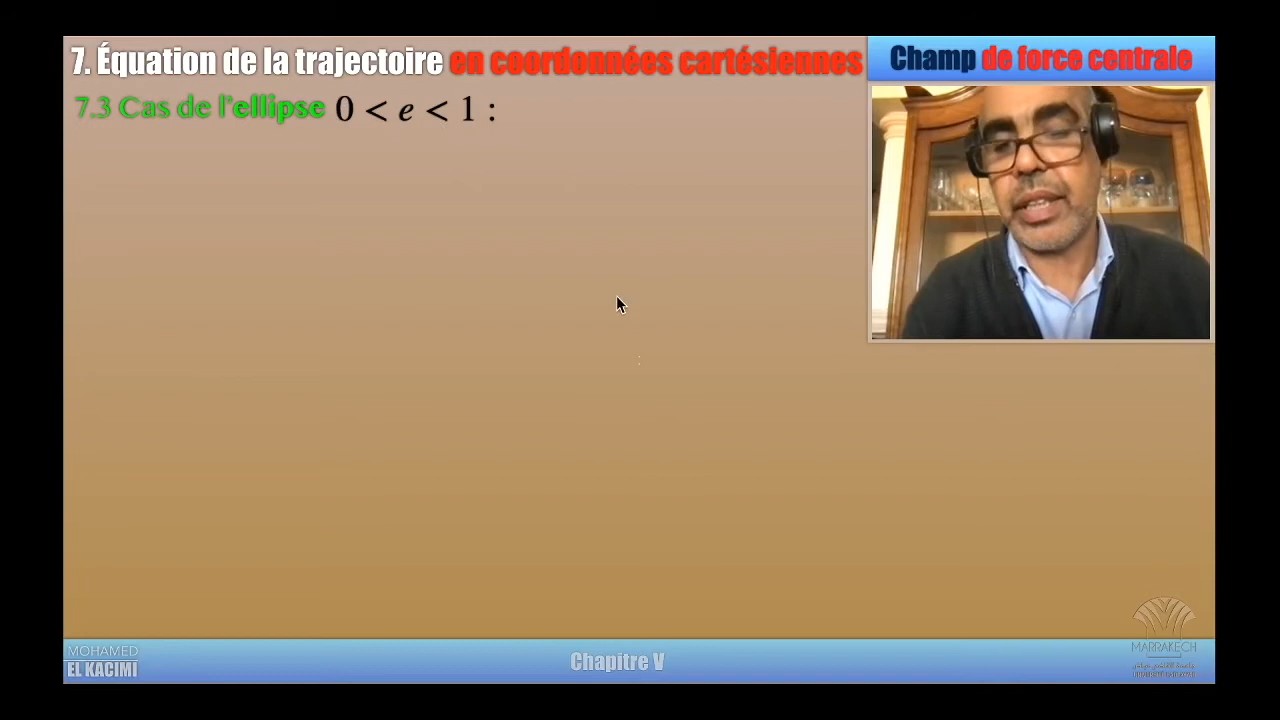 7. Équation de la trajectoire en coordonnées cartésiennes
Champ de force centrale
7.3 Cas de l'ellipse 0 < e < 1 :
MOHAMED
EL KACIMI
Chapitre V
MARRAKECH